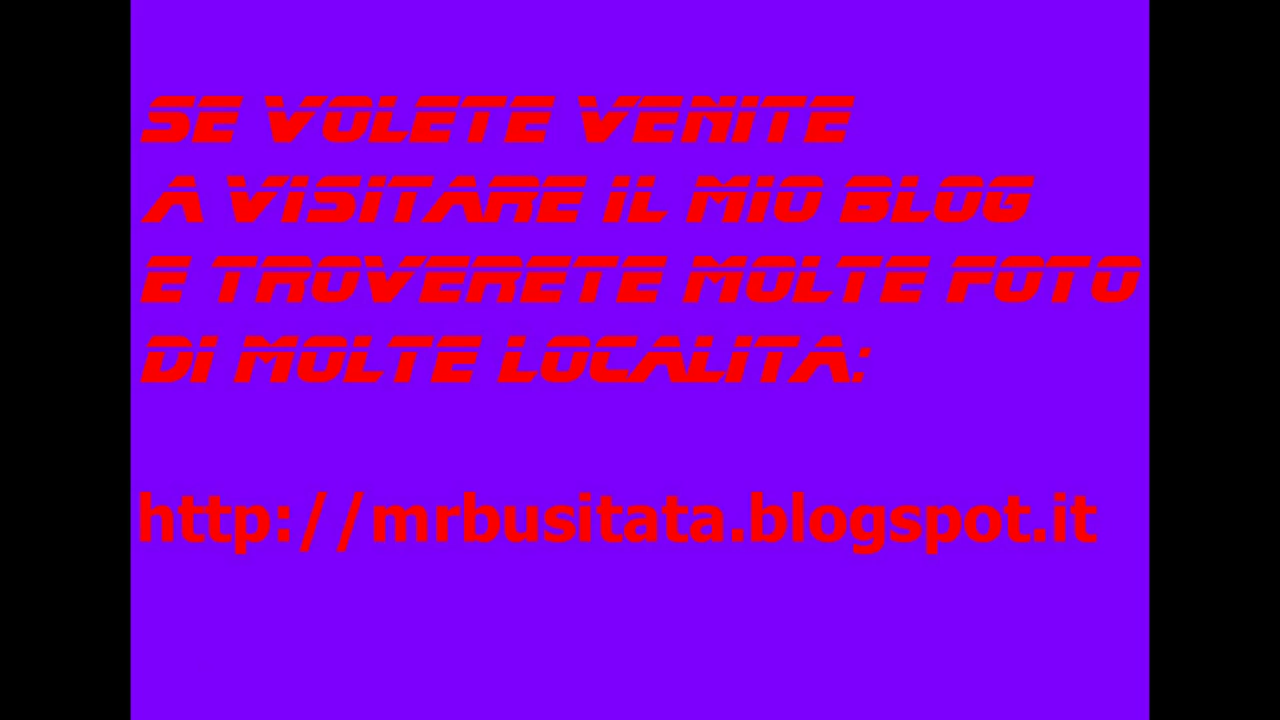 SE VOLETE VENITE
A VISITARE IL MIO BLOG
E TROVERETE MOLTE FOTO
DI MOLTE LOCALITA:
http://mrbusitata.blogspot.it